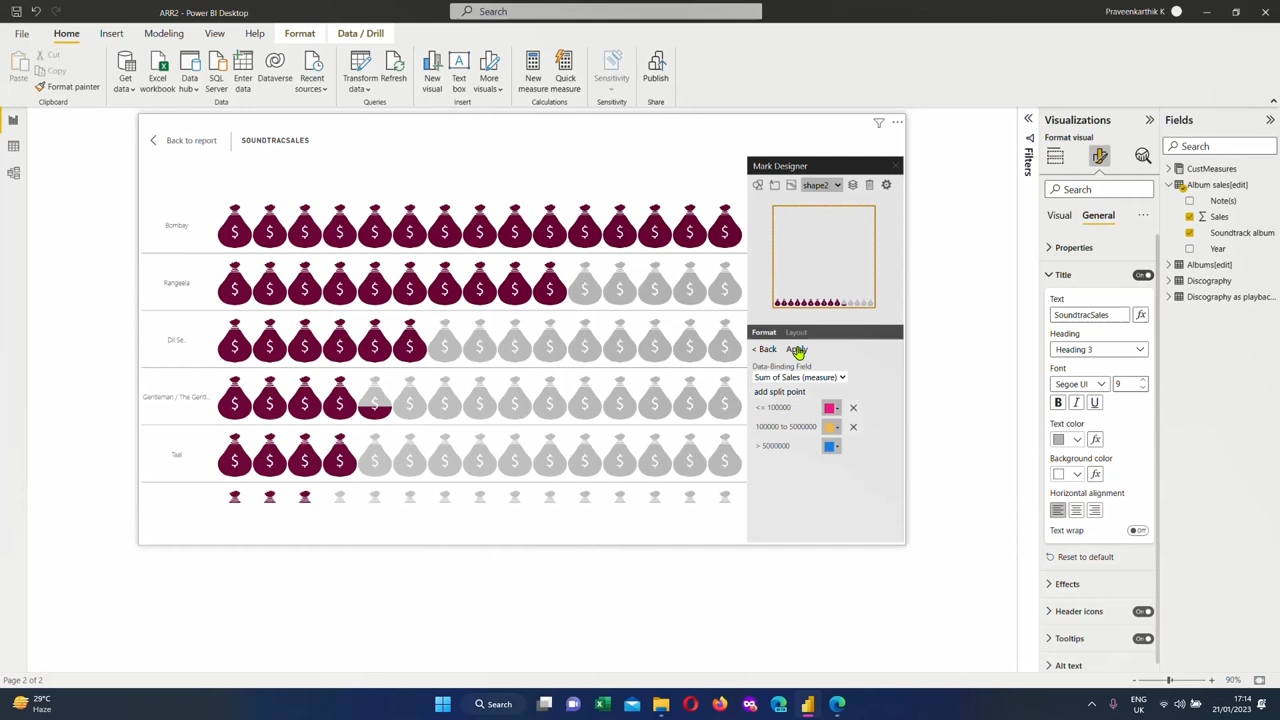 ARR2 - Power BI Desktop
Search
Praveenkarthik K
File
Home
Insert
Modeling
View
Help
Format
Data / Drill
Paste
Cut
Copy
Format painter
Clipboard
Get data
Excel workbook
Data hub
SQL Server
Enter data
Dataverse
Recent sources
Data
Transform data
Refresh
Queries
New visual
Text box
More visuals
Insert
New measure
Quick measure
Calculations
Sensitivity
Sensitivity
Publish
Share
Back to report
SOUNDTRACSALES
Bombay
Rangeela
Dil Se..
Gentleman / The Gentl...
Taal
Mark Designer
shape2
Format
Layout
< Back
Apply
Data-Binding Field
Sum of Sales (measure)
add split point
<= 100000
100000 to 5000000
> 5000000
Filters
Visualizations
Format visual
Search
Visual
General
Properties
Title
On
Text
SoundtracSales
fx
Heading
Heading 3
Font
Segoe UI
9
B
I
U
Text color
fx
Background color
fx
Horizontal alignment
Text wrap
Off
Reset to default
Effects
Header icons
On
Tooltips
On
Alt text
Fields
Search
CustMeasures
Album sales[edit]
Note(s)
Sales
Soundtrack album
Year
Albums[edit]
Discography
Discography as playbac...
Page 2 of 2
90%
29°C
Haze
Search
ENG
UK
17:14
21/01/2023